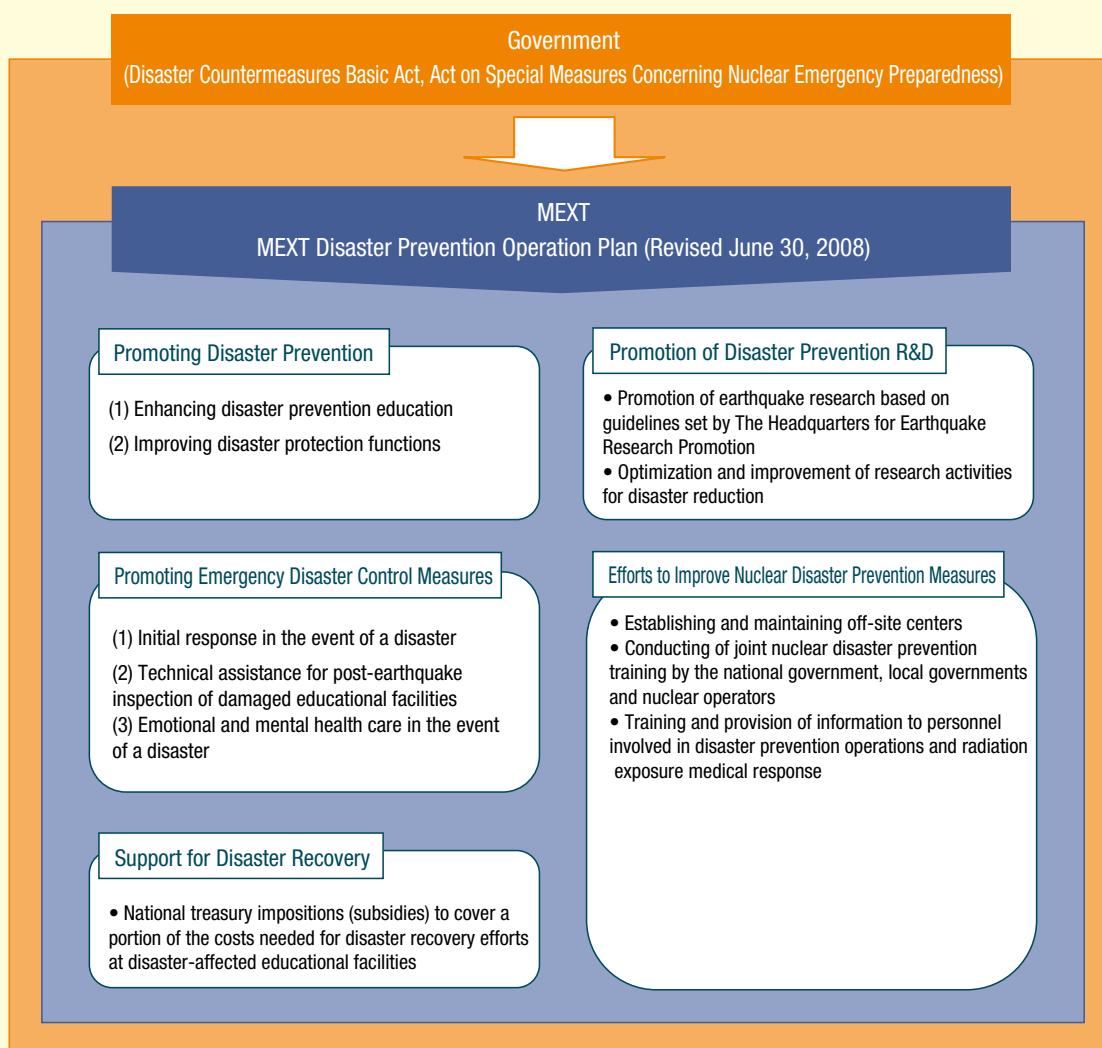 Government
(Disaster Countermeasures Basic Act, Act on Special Measures Concerning Nuclear Emergency Preparedness)
MEXT
MEXT Disaster Prevention Operation Plan (Revised June 30, 2008)
Promoting Disaster Prevention
(1) Enhancing disaster prevention education
(2) Improving disaster protection functions
Promotion of Disaster Prevention R&D
• Promotion of earthquake research based on
guidelines set by The Headquarters for Earthquake
Research Promotion
• Optimization and improvement of research activities
for disaster reduction
Promoting Emergency Disaster Control Measures
(1) Initial response in the event of a disaster
(2) Technical assistance for post-earthquake
inspection of damaged educational facilities
(3) Emotional and mental health care in the event
of a disaster
Efforts to Improve Nuclear Disaster Prevention Measures
• Establishing and maintaining off-site centers
• Conducting of joint nuclear disaster prevention
training by the national government, local governments
and nuclear operators
• Training and provision of information to personnel
involved in disaster prevention operations and radiation
exposure medical response
Support for Disaster Recovery
• National treasury impositions (subsidies) to cover a
portion of the costs needed for disaster recovery efforts
at disaster-affected educational facilities